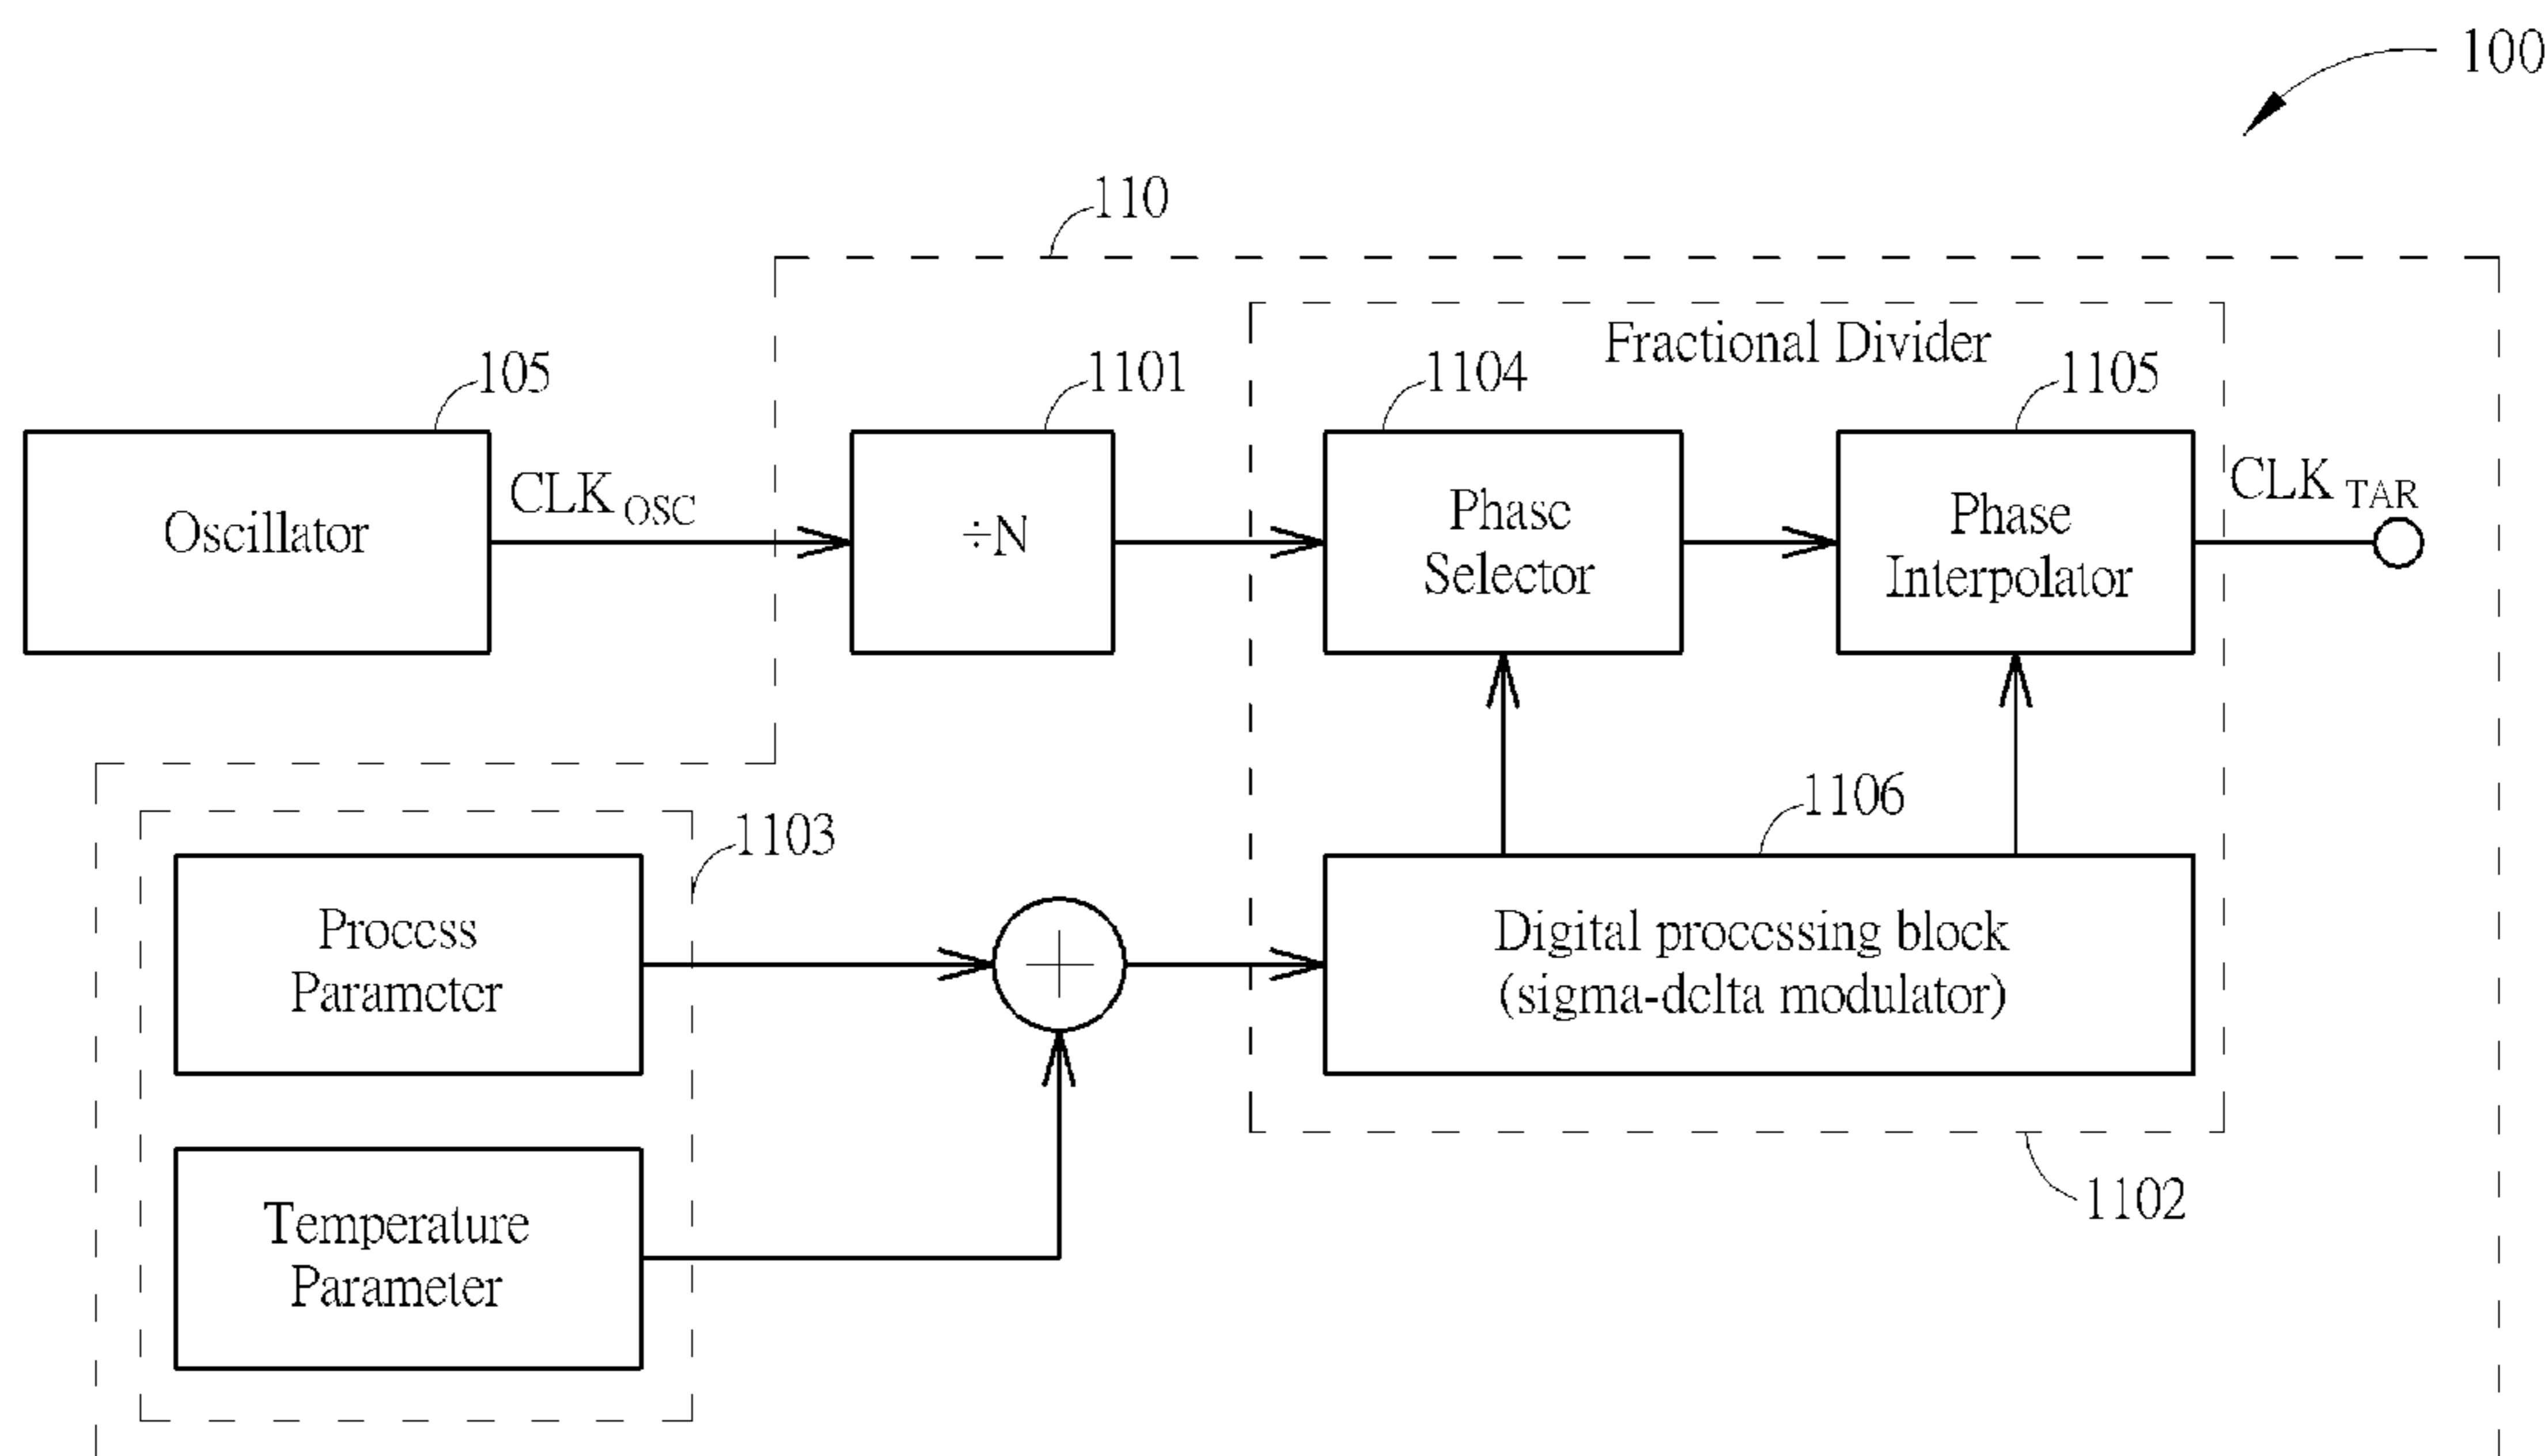 100
110
Fractional Divider
105
1101
1104
1105
CLK OSC
CLK TAR
Oscillator
÷N
Phase
Selector
Phase
Interpolator
1103
1106
Process
Parameter
Digital processing block
(sigma-delta modulator)
Temperature
Parameter
1102